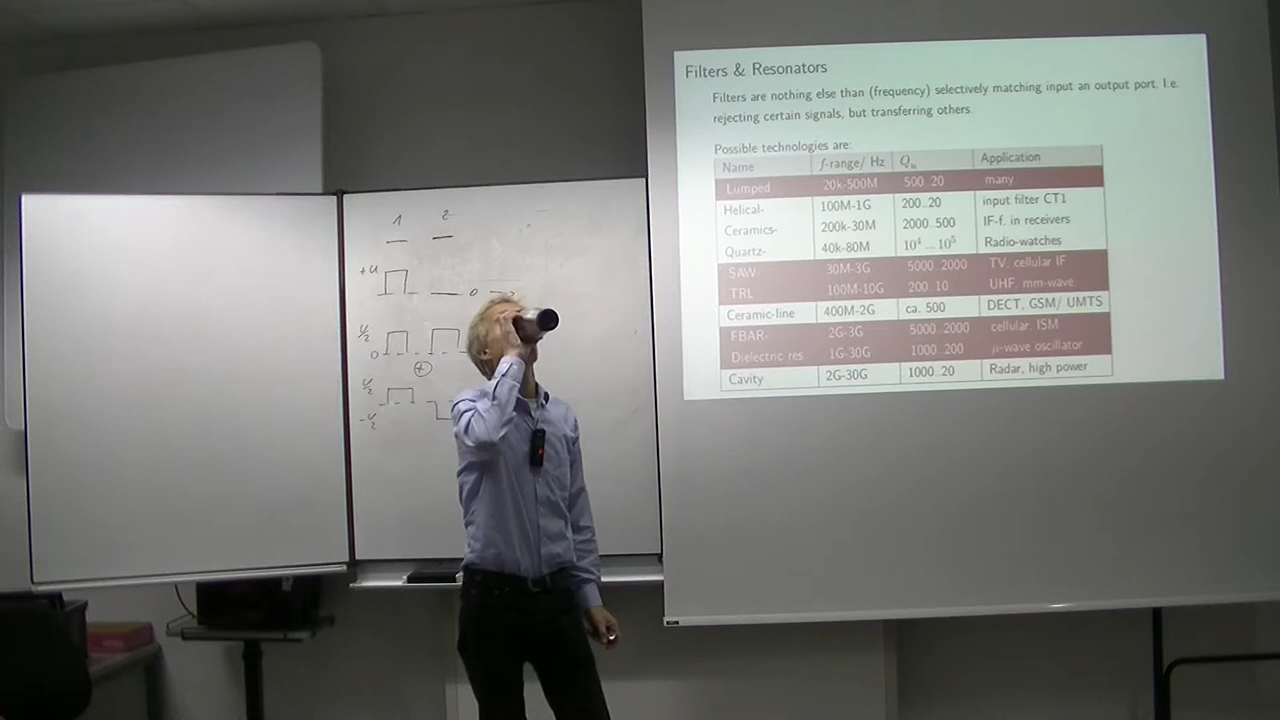 1 2
+U
0
U/2
0
+
U/2
-U/2
Filters & Resonators
Filters are nothing else than (frequency) selectively matching input an output port. I.e.
rejecting certain signals, but transferring others.
Possible technologies are:
Name f-range/ Hz Qu Application
Lumped 20k-500M 500..20 many
Helical- 100M-1G 200..20 input filter CT1
Ceramics- 200k-30M 2000..500 IF-f. in receivers
Quartz- 40k-80M 10⁴ ... 10⁵ Radio-watches
SAW- 30M-3G 5000..2000 TV, cellular IF
TRL 100M-10G 200..10 UHF, mm-wave
Ceramic-line 400M-2G ca. 500 DECT, GSM/ UMTS
FBAR- 2G-3G 5000..2000 cellular, ISM
Dielectric res 1G-30G 1000..200 μ-wave oscillator
Cavity 2G-30G 1000..20 Radar, high power